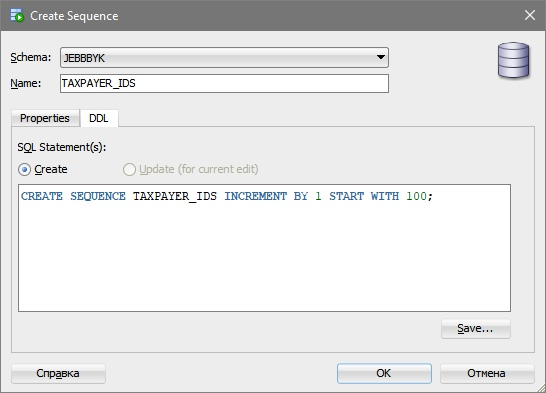 Create Sequence
Schema: JEBBBYK
Name: TAXPAYER_IDS
Properties DDL
SQL Statement(s):
Create Update (for current edit)
CREATE SEQUENCE TAXPAYER_IDS INCREMENT BY 1 START WITH 100;
Save...
Справка OK Отмена